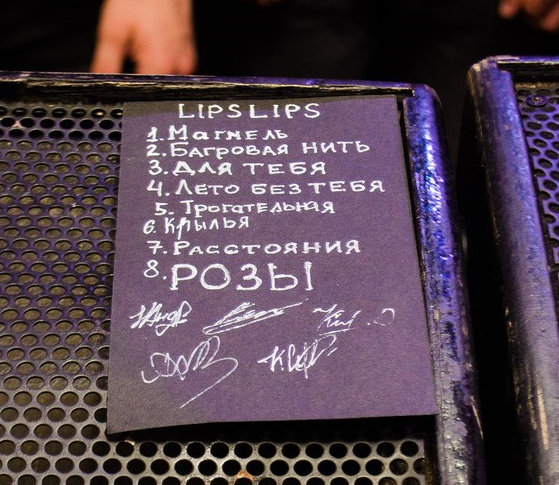 LIPSLIPS
1. Магнель
2. Багровая нить
3. Для тебя
4. Лето без тебя
5. Трогательная
6. Крылья
7. Расстояния
8. РОЗЫ